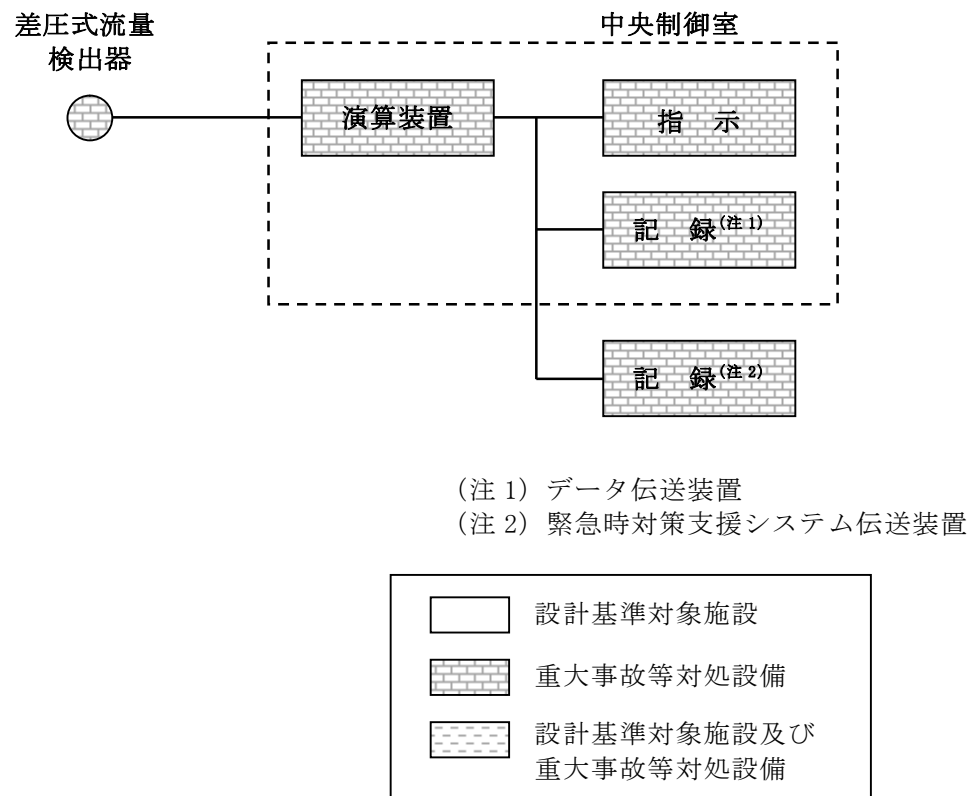 差圧式流量
検出器
中央制御室
演算装置
指　示
記　録(注1)
記　録(注2)
(注 1) データ伝送装置
(注 2) 緊急時対策支援システム伝送装置
設計基準対象施設
重大事故等対処設備
設計基準対象施設及び
重大事故等対処設備